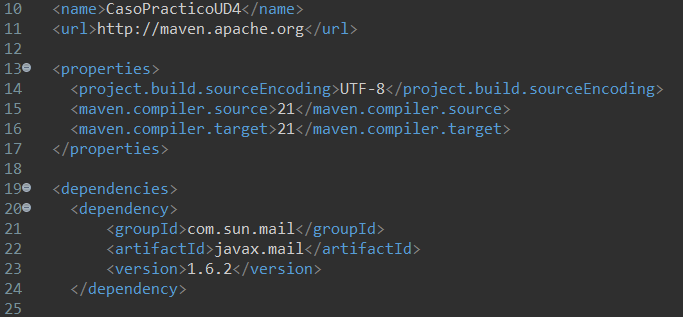 10 <name>CasoPracticoUD4</name>
11 <url>http://maven.apache.org</url>
12
13 <properties>
14 <project.build.sourceEncoding>UTF-8</project.build.sourceEncoding>
15 <maven.compiler.source>21</maven.compiler.source>
16 <maven.compiler.target>21</maven.compiler.target>
17 </properties>
18
19 <dependencies>
20 <dependency>
21 <groupId>com.sun.mail</groupId>
22 <artifactId>javax.mail</artifactId>
23 <version>1.6.2</version>
24 </dependency>
25